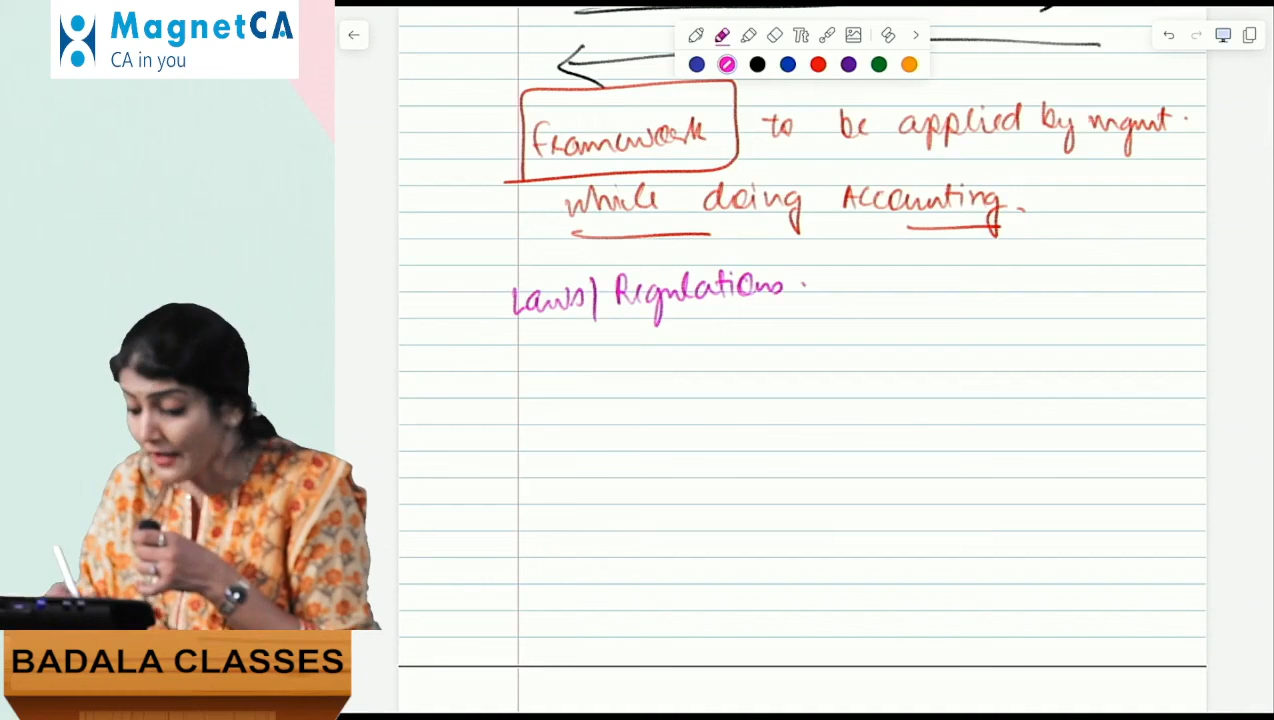 MagnetCA
CA in you
Framework to be applied by mgmt.
while doing Accounting.
Laws| Regulations.
BADALA CLASSES